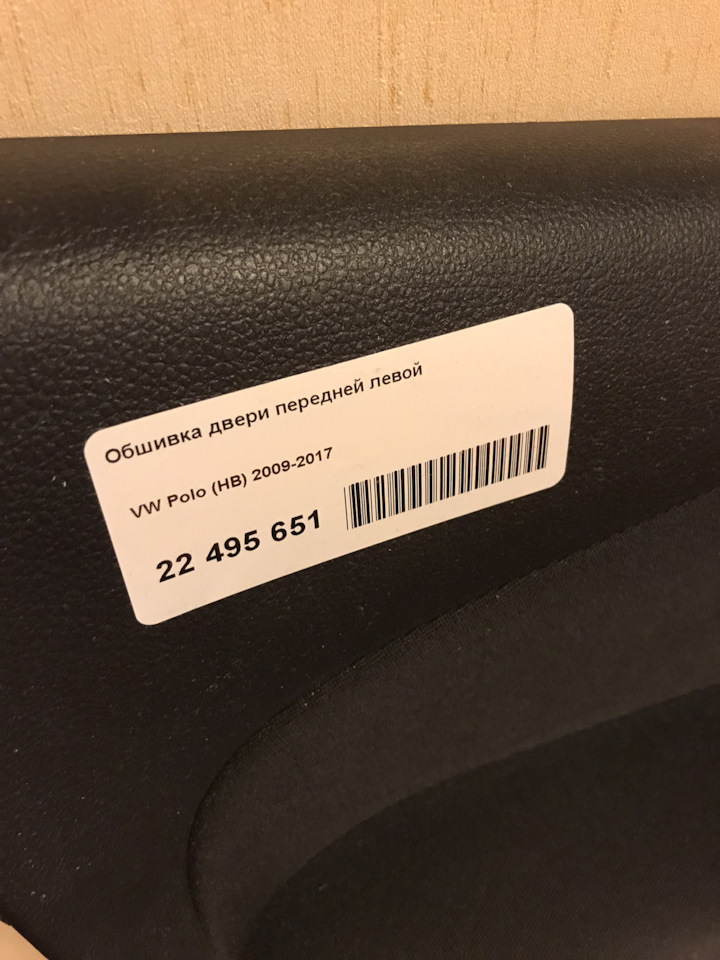 Обшивка двери передней левой
VW Polo (HB) 2009-2017
22 495 651